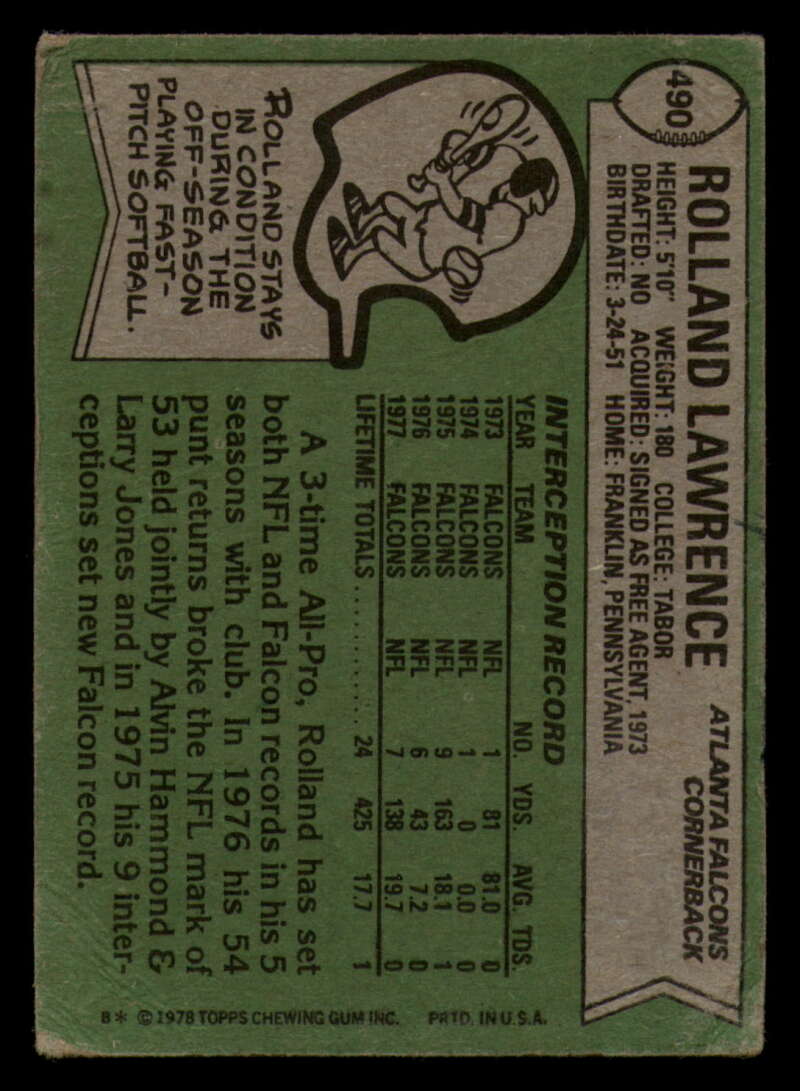 490
ROLLAND LAWRENCE
ATLANTA FALCONS
CORNERBACK
HEIGHT: 5'10" WEIGHT: 180 COLLEGE: TABOR
DRAFTED: NO ACQUIRED: SIGNED AS FREE AGENT, 1973
BIRTHDATE: 3-24-51 HOME: FRANKLIN, PENNSYLVANIA
ROLLAND STAYS
IN CONDITION
DURING THE
OFF-SEASON
PLAYING FAST-
PITCH SOFTBALL.
INTERCEPTION RECORD
YEAR TEAM NO. YDS. AVG. TDS.
1973 FALCONS NFL 1 81 81.0 0
1974 FALCONS NFL 1 0 0.0 0
1975 FALCONS NFL 9 163 18.1 1
1976 FALCONS NFL 6 43 7.2 0
1977 FALCONS NFL 7 138 19.7 0
LIFETIME TOTALS .......... 24 425 17.7 1
A 3-time All-Pro, Rolland has set
both NFL and Falcon records in his 5
seasons with club. In 1976 his 54
punt returns broke the NFL mark of
53 held jointly by Alvin Hammond &
Larry Jones and in 1975 his 9 inter-
ceptions set new Falcon record.
B* © 1978 TOPPS CHEWING GUM INC. PRTD. IN U.S.A.